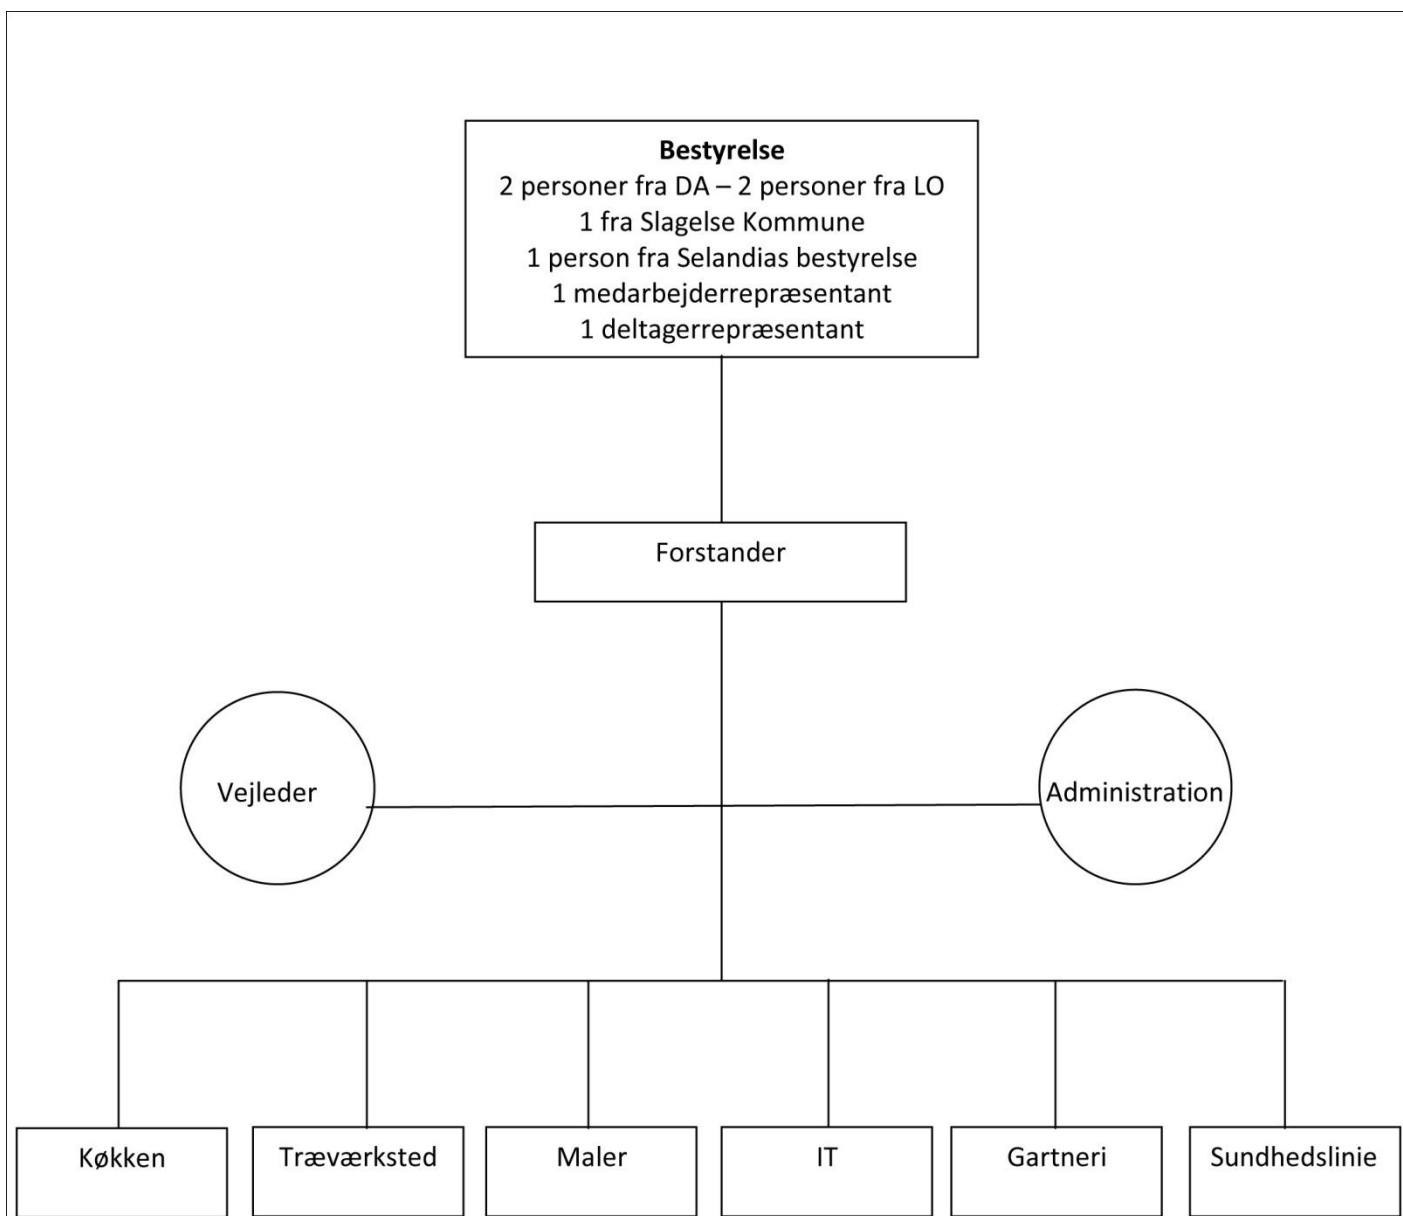 Bestyrelse
2 personer fra DA – 2 personer fra LO
1 fra Slagelse Kommune
1 person fra Selandias bestyrelse
1 medarbejderrepræsentant
1 deltagerrepræsentant
Forstander
Vejleder
Administration
Køkken
Træværksted
Maler
IT
Gartneri
Sundhedslinie